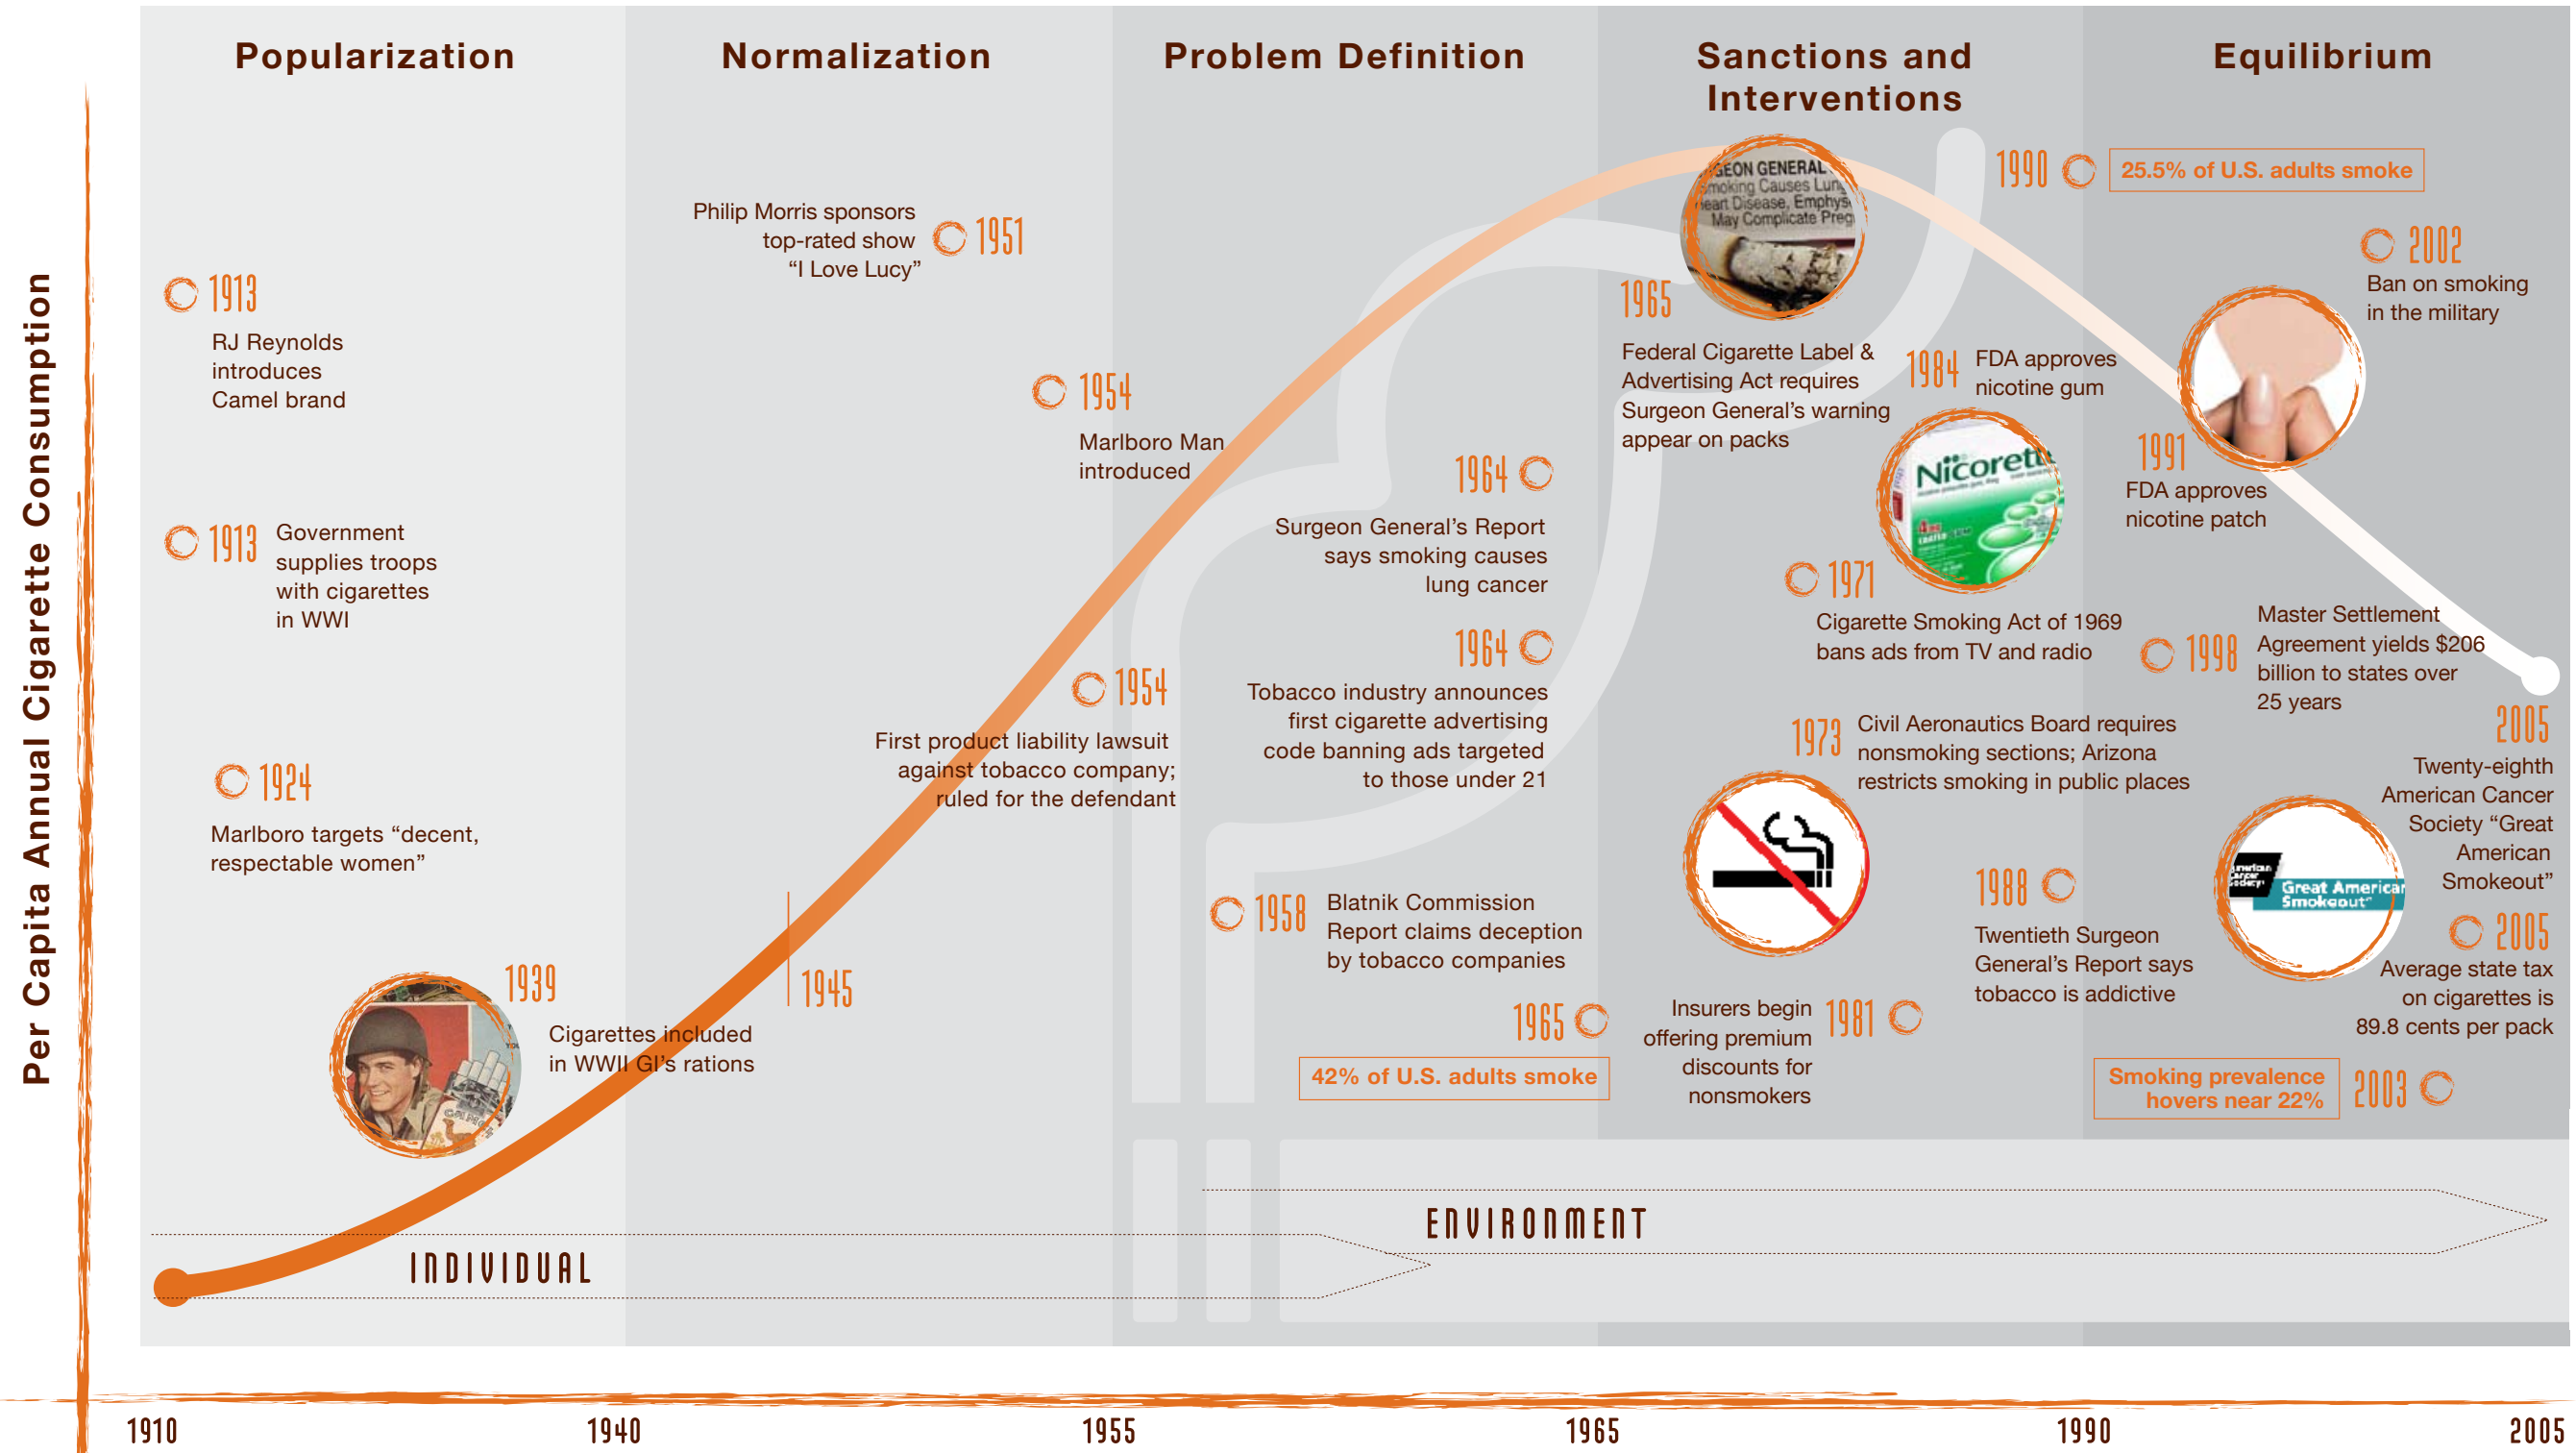 Per Capita Annual Cigarette Consumption
Popularization
1913
RJ Reynolds
introduces
Camel brand
1913
Government
supplies troops
with cigarettes
in WWI
1924
Marlboro targets “decent,
respectable women”
1939
Cigarettes included
in WWII GI’s rations
Normalization
Philip Morris sponsors
top-rated show
“I Love Lucy”
1951
1954
Marlboro Man
introduced
1954
First product liability lawsuit
against tobacco company;
ruled for the defendant
1945
Problem Definition
1964
Surgeon General’s Report
says smoking causes
lung cancer
1964
Tobacco industry announces
first cigarette advertising
code banning ads targeted
to those under 21
1958
Blatnik Commission
Report claims deception
by tobacco companies
1965
42% of U.S. adults smoke
Sanctions and
Interventions
GEON GENERAL
moking Causes Lun
eart Disease, Emphys
May Complicate Preg
1965
Federal Cigarette Label &
Advertising Act requires
Surgeon General’s warning
appear on packs
1984
FDA approves
nicotine gum
Nicorett
1971
Cigarette Smoking Act of 1969
bans ads from TV and radio
1973
Civil Aeronautics Board requires
nonsmoking sections; Arizona
restricts smoking in public places
1988
Twentieth Surgeon
General’s Report says
tobacco is addictive
Insurers begin
offering premium
discounts for
nonsmokers
1981
Equilibrium
1990
25.5% of U.S. adults smoke
2002
Ban on smoking
in the military
1991
FDA approves
nicotine patch
1998
Master Settlement
Agreement yields $206
billion to states over
25 years
2005
Twenty-eighth
American Cancer
Society “Great
American
Smokeout”
Great American
Smokeout
2005
Average state tax
on cigarettes is
89.8 cents per pack
Smoking prevalence
hovers near 22%
2003
INDIVIDUAL
ENVIRONMENT
1910
1940
1955
1965
1990
2005